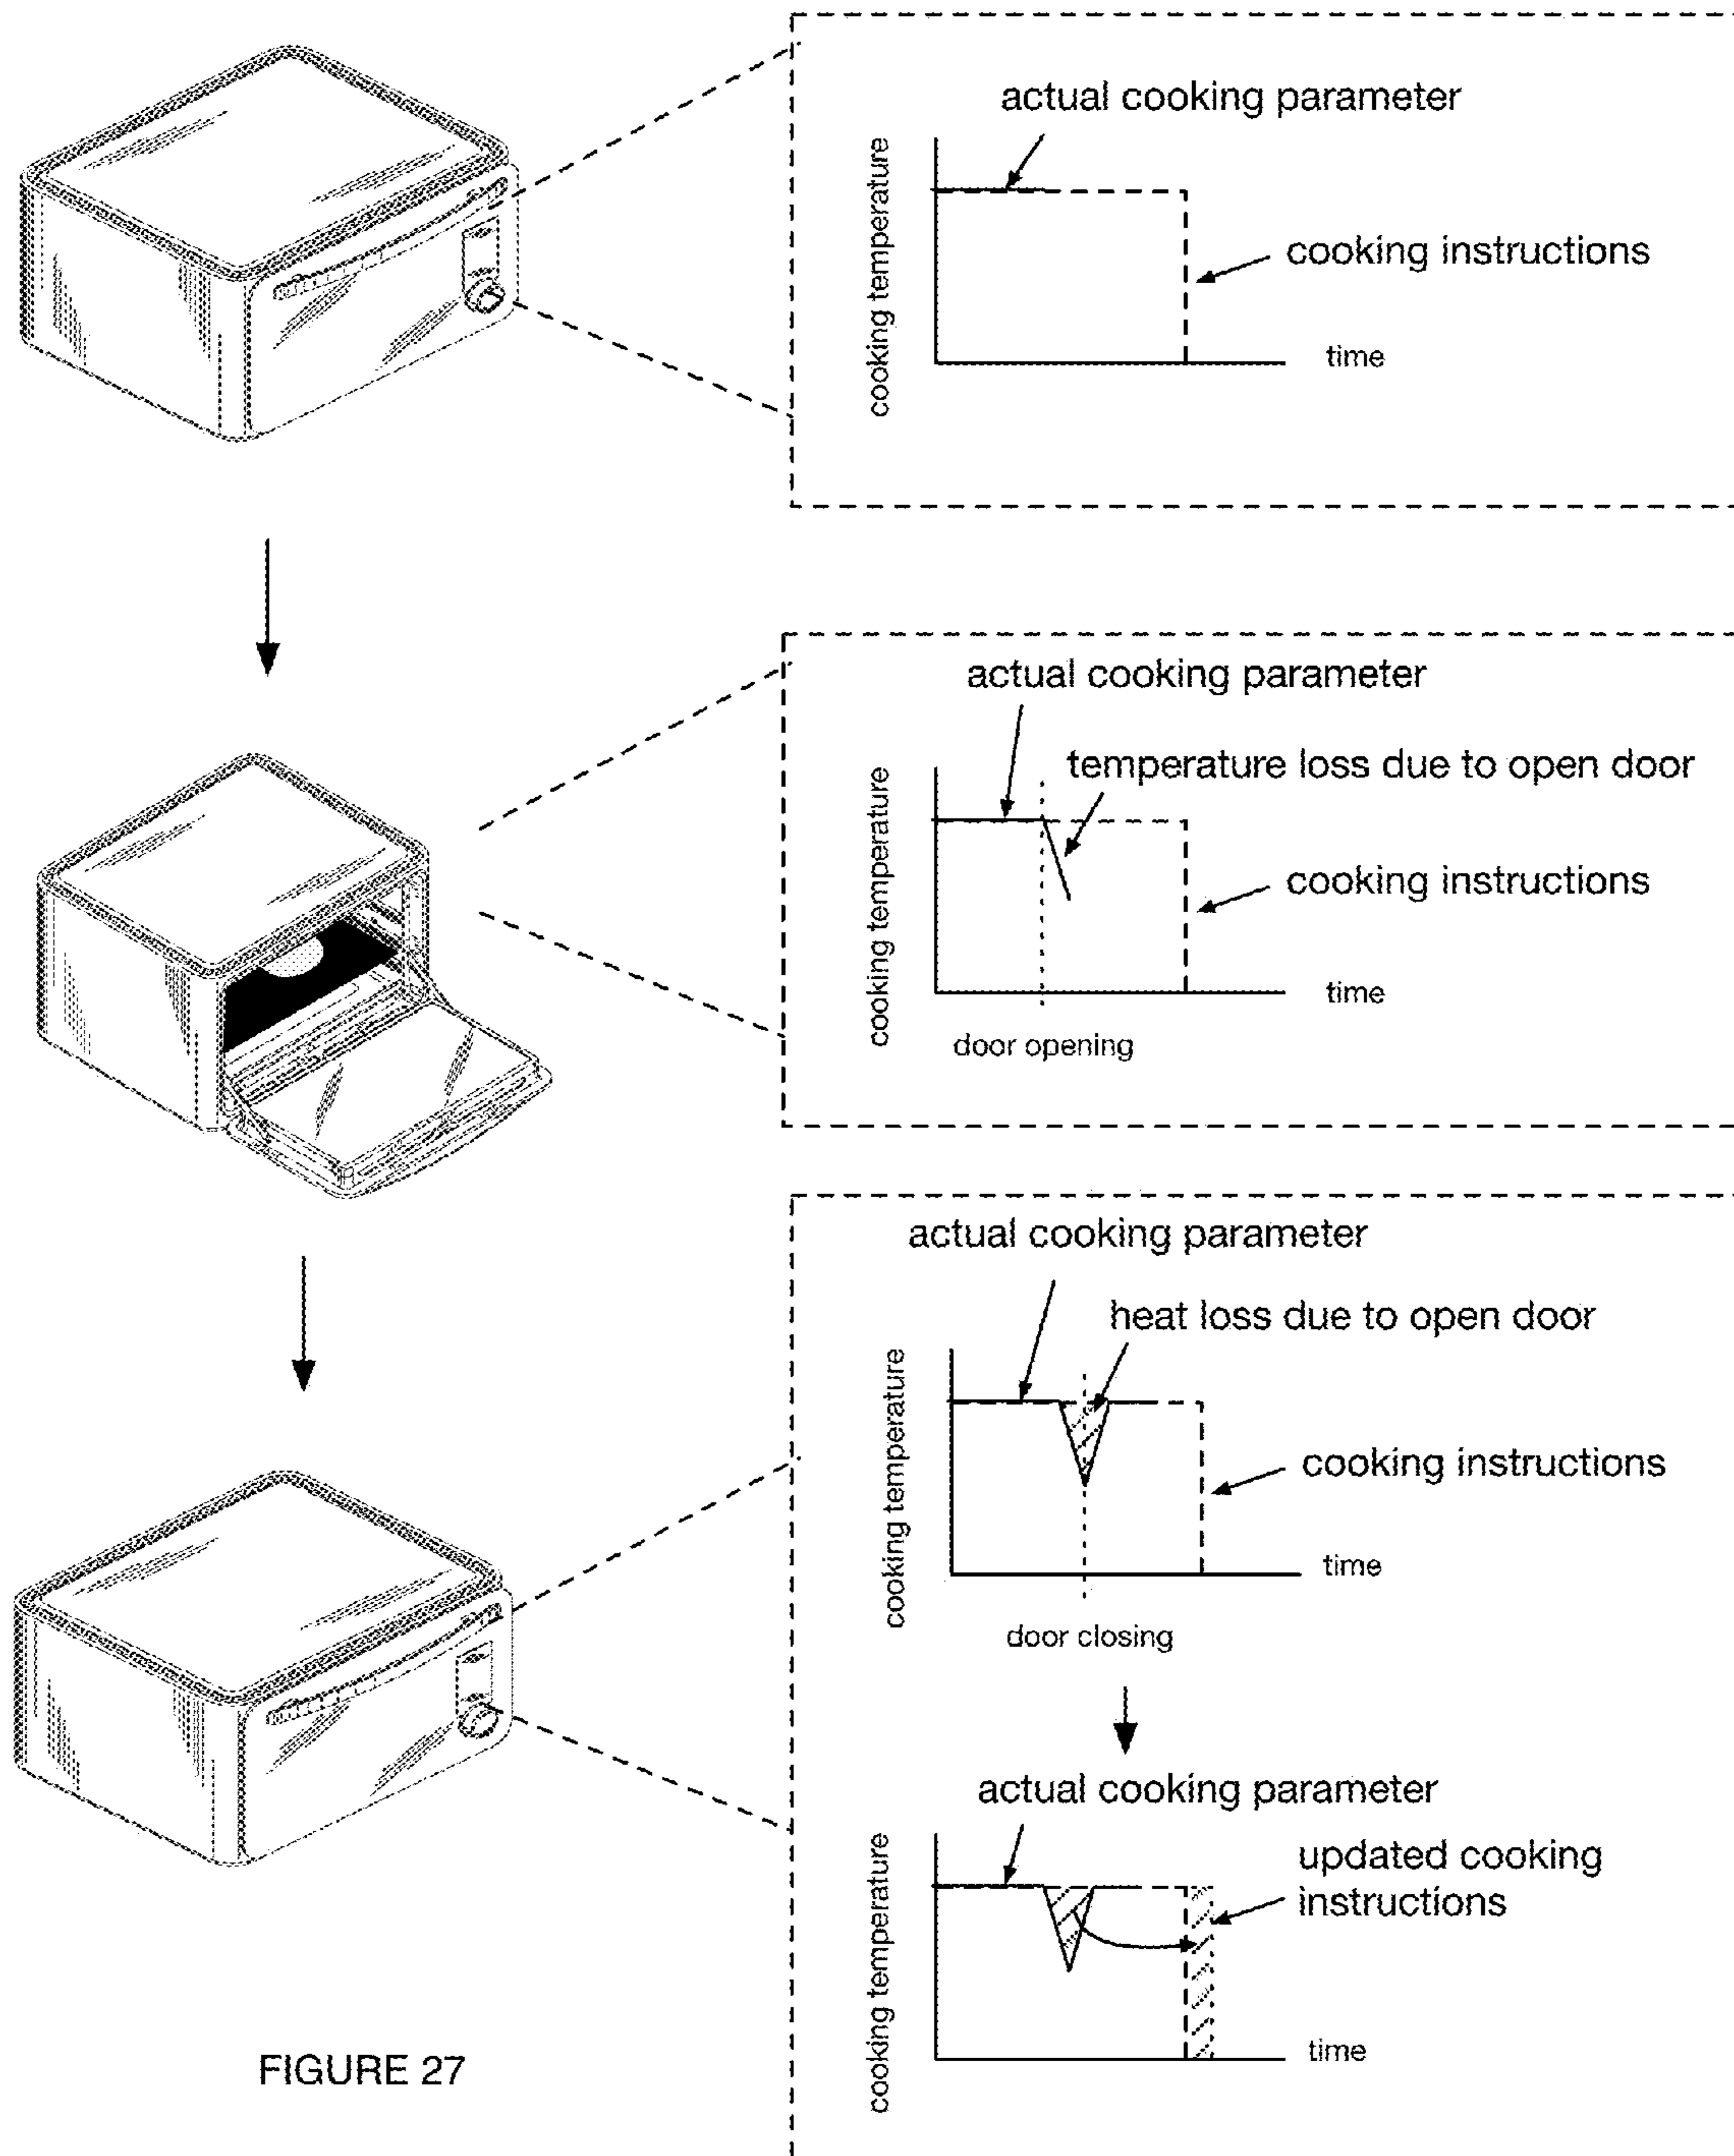 actual cooking parameter
cooking temperature
cooking instructions
time
actual cooking parameter
temperature loss due to open door
cooking temperature
cooking instructions
time
door opening
actual cooking parameter
heat loss due to open door
cooking temperature
cooking instructions
time
door closing
actual cooking parameter
updated cooking
instructions
cooking temperature
time
FIGURE 27